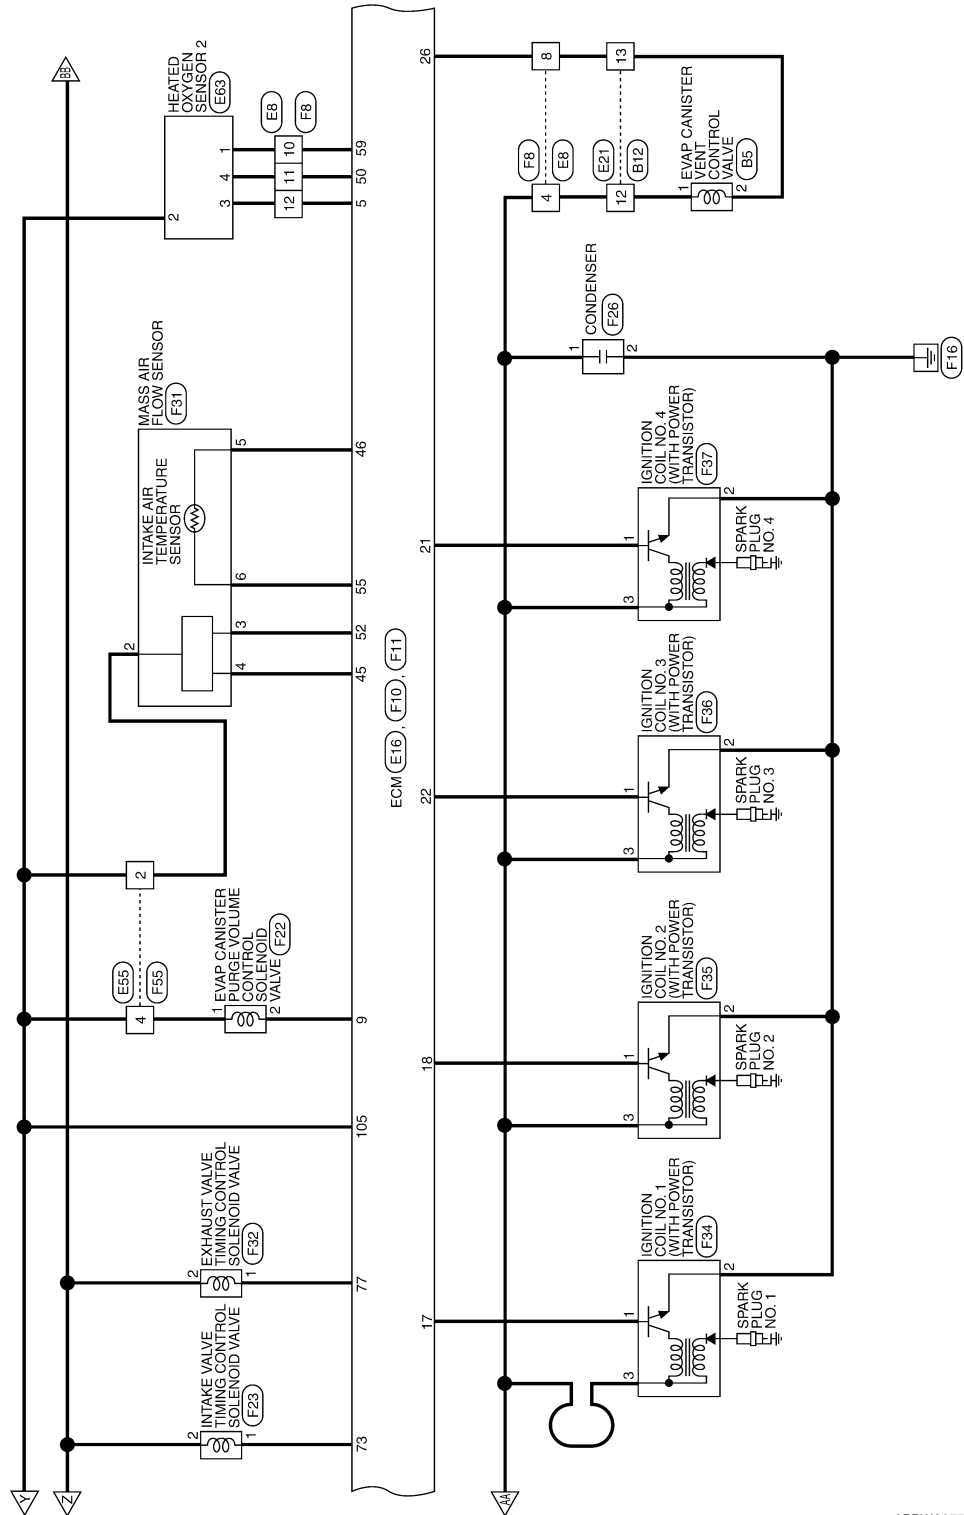 BB
HEATED
OXYGEN
SENSOR 2
E63
2
1
4
3
E8
F8
10
11
12
59
50
5
MASS AIR
FLOW SENSOR
F31
INTAKE AIR
TEMPERATURE
SENSOR
5
6
3
4
2
46
55
52
45
2
E55
F55
4
EVAP CANISTER
PURGE VOLUME
CONTROL
SOLENOID
VALVE
F22
1
2
9
105
EXHAUST VALVE
TIMING CONTROL
SOLENOID VALVE
F32
2
1
77
INTAKE VALVE
TIMING CONTROL
SOLENOID VALVE
F23
2
1
73
Y
Z
ECM E16 , F10 , F11
26
8
13
F8
E8
E21
B12
4
12
EVAP CANISTER
VENT
CONTROL
VALVE
B5
1
2
CONDENSER
F26
1
2
F16
21
IGNITION
COIL NO. 4
(WITH POWER
TRANSISTOR)
F37
1
2
3
SPARK
PLUG
NO. 4
22
IGNITION
COIL NO. 3
(WITH POWER
TRANSISTOR)
F36
1
2
3
SPARK
PLUG
NO. 3
18
IGNITION
COIL NO. 2
(WITH POWER
TRANSISTOR)
F35
1
2
3
SPARK
PLUG
NO. 2
17
IGNITION
COIL NO. 1
(WITH POWER
TRANSISTOR)
F34
1
2
3
SPARK
PLUG
NO. 1
AA